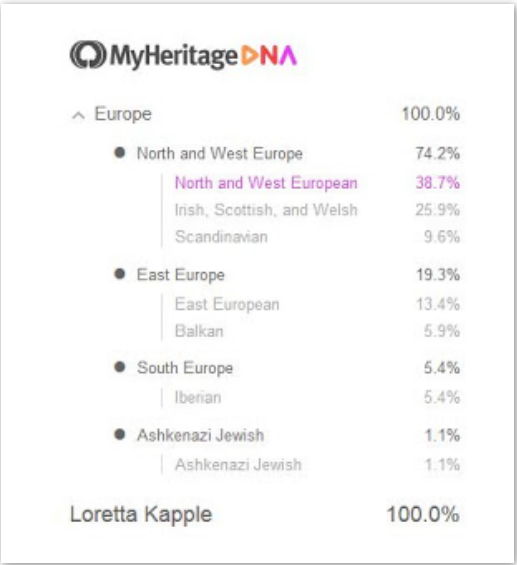 MyHeritage DNA
Europe 100.0%
North and West Europe 74.2%
North and West European 38.7%
Irish, Scottish, and Welsh 25.9%
Scandinavian 9.6%
East Europe 19.3%
East European 13.4%
Balkan 5.9%
South Europe 5.4%
Iberian 5.4%
Ashkenazi Jewish 1.1%
Ashkenazi Jewish 1.1%
Loretta Kapple 100.0%